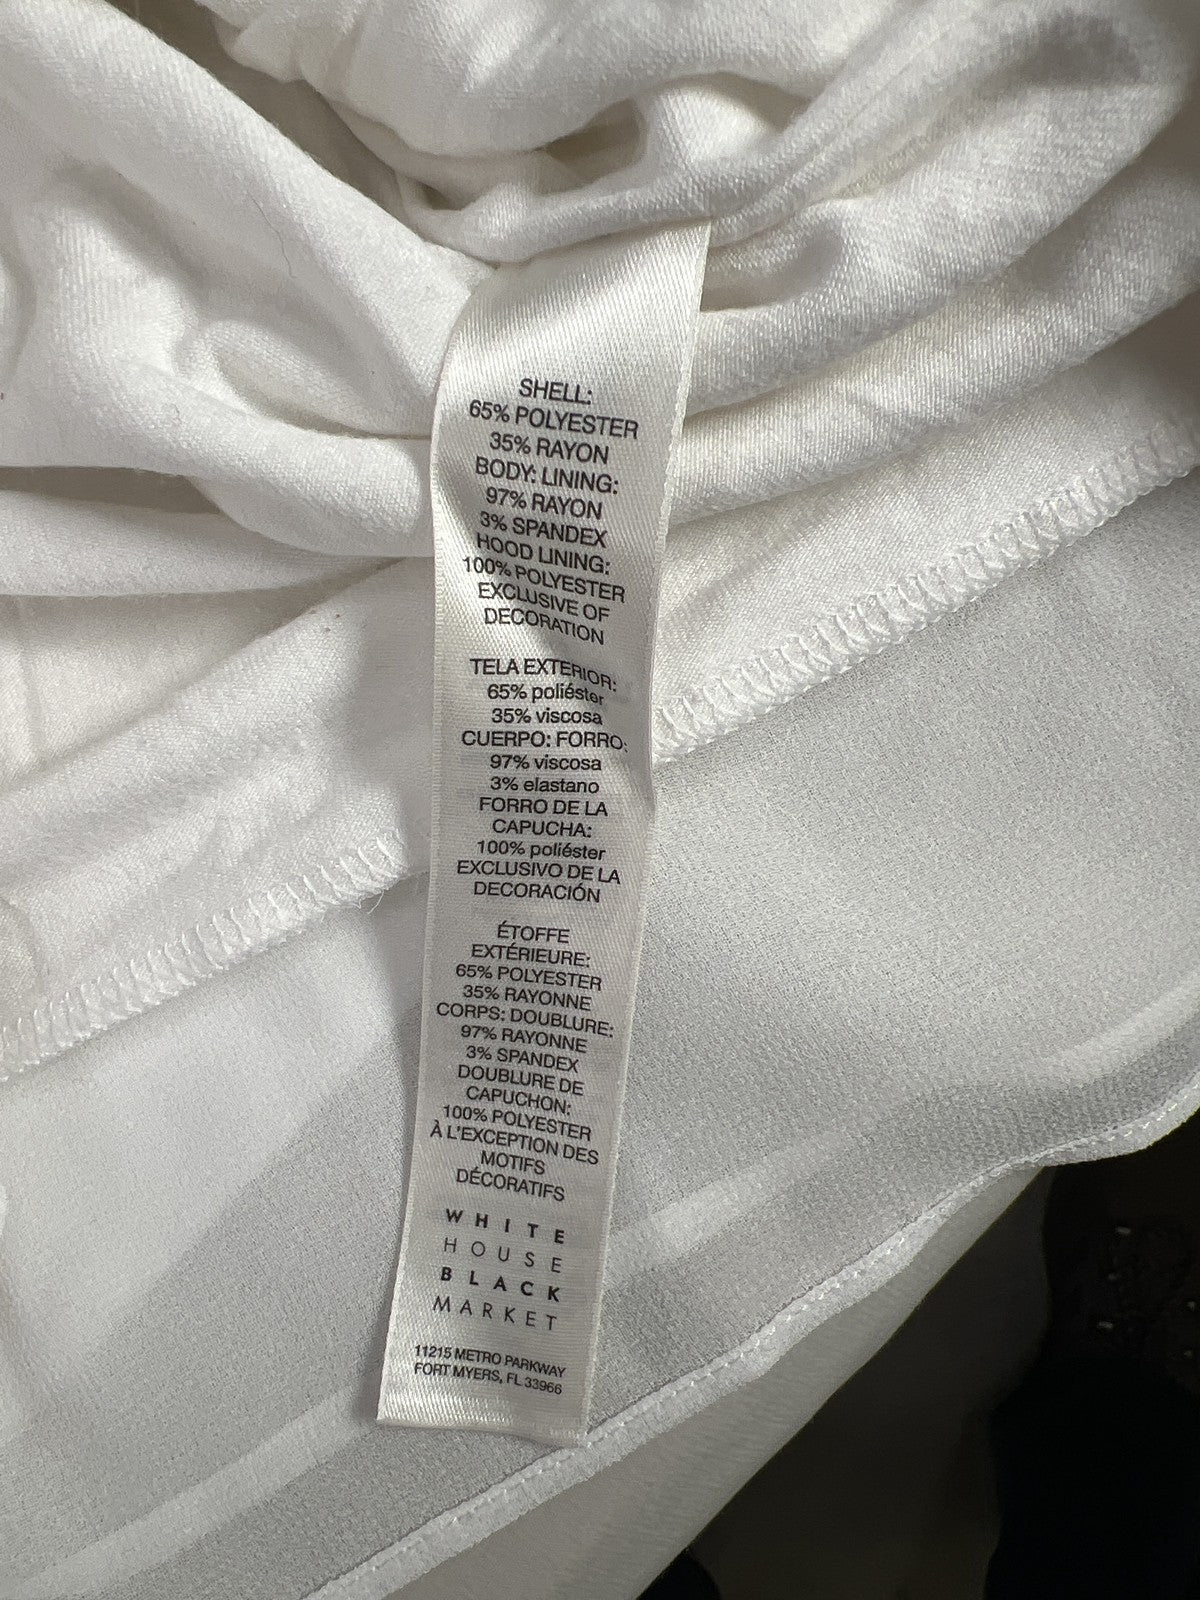 SHELL:
65% POLYESTER
35% RAYON
BODY: LINING:
97% RAYON
3% SPANDEX
HOOD LINING:
100% POLYESTER
EXCLUSIVE OF
DECORATION
TELA EXTERIOR:
65% poliéster
35% viscosa
CUERPO: FORRO:
97% viscosa
3% elastano
FORRO DE LA
CAPUCHA:
100% poliéster
EXCLUSIVO DE LA
DECORACIÓN
ÉTOFFE
EXTÉRIEURE:
65% POLYESTER
35% RAYONNE
CORPS: DOUBLURE:
97% RAYONNE
3% SPANDEX
DOUBLURE DE
CAPUCHON:
100% POLYESTER
À L'EXCEPTION DES
MOTIFS
DÉCORATIFS
WHITE
HOUSE
BLACK
MARKET
11215 METRO PARKWAY
FORT MYERS, FL 33966